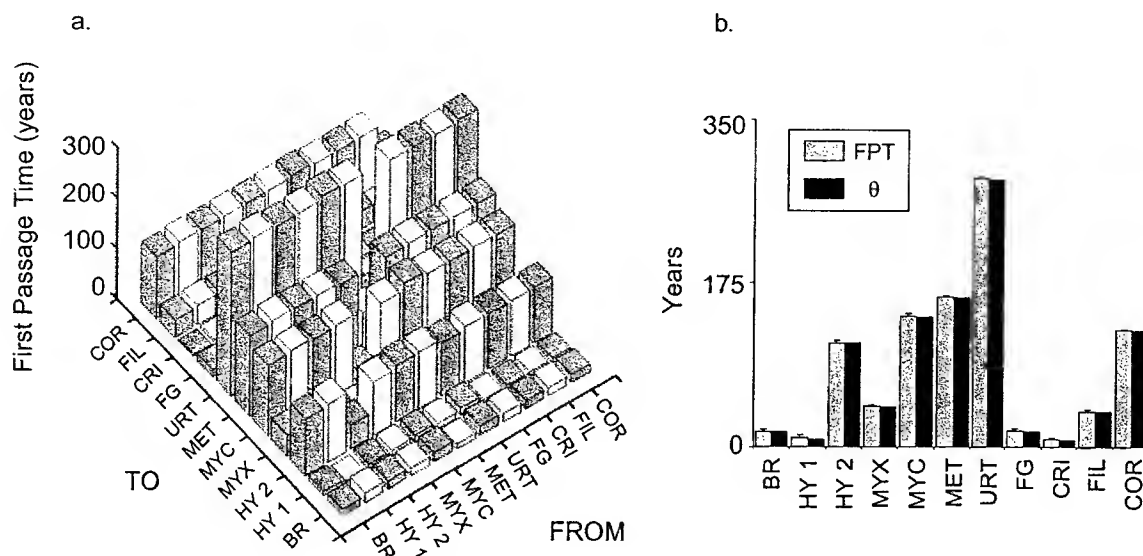 a.
First Passage Time (years)
300
200
100
0
COR
FIL
CRI
FG
URT
MET
MYC
MYX
HY 2
HY 1
BR
TO
BR
HY 1
HY 2
MYX
MYC
MET
URT
FG
CRI
FIL
COR
FROM
b.
Years
350
175
0
FPT
θ
BR
HY 1
HY 2
MYX
MYC
MET
URT
FG
CRI
FIL
COR